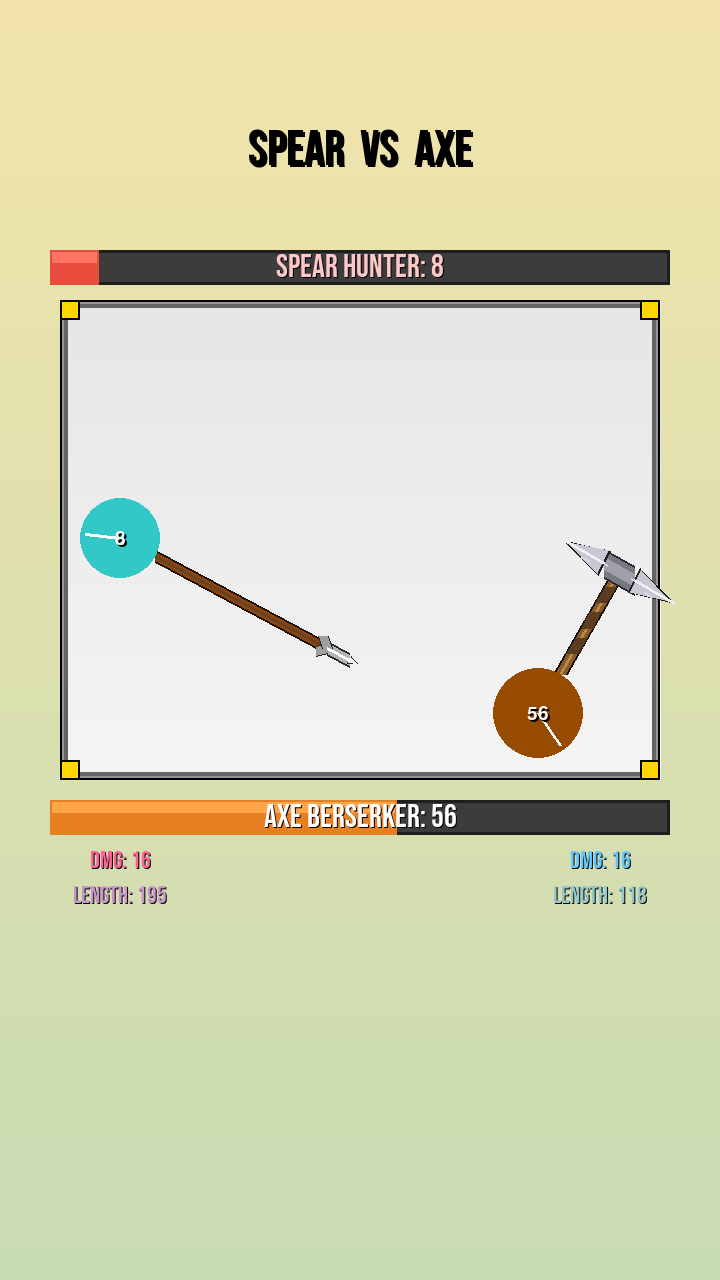 SPEAR VS AXE
SPEAR HUNTER: 8
8
56
AXE BERSERKER: 56
DMG: 16
DMG: 16
LENGTH: 195
LENGTH: 118